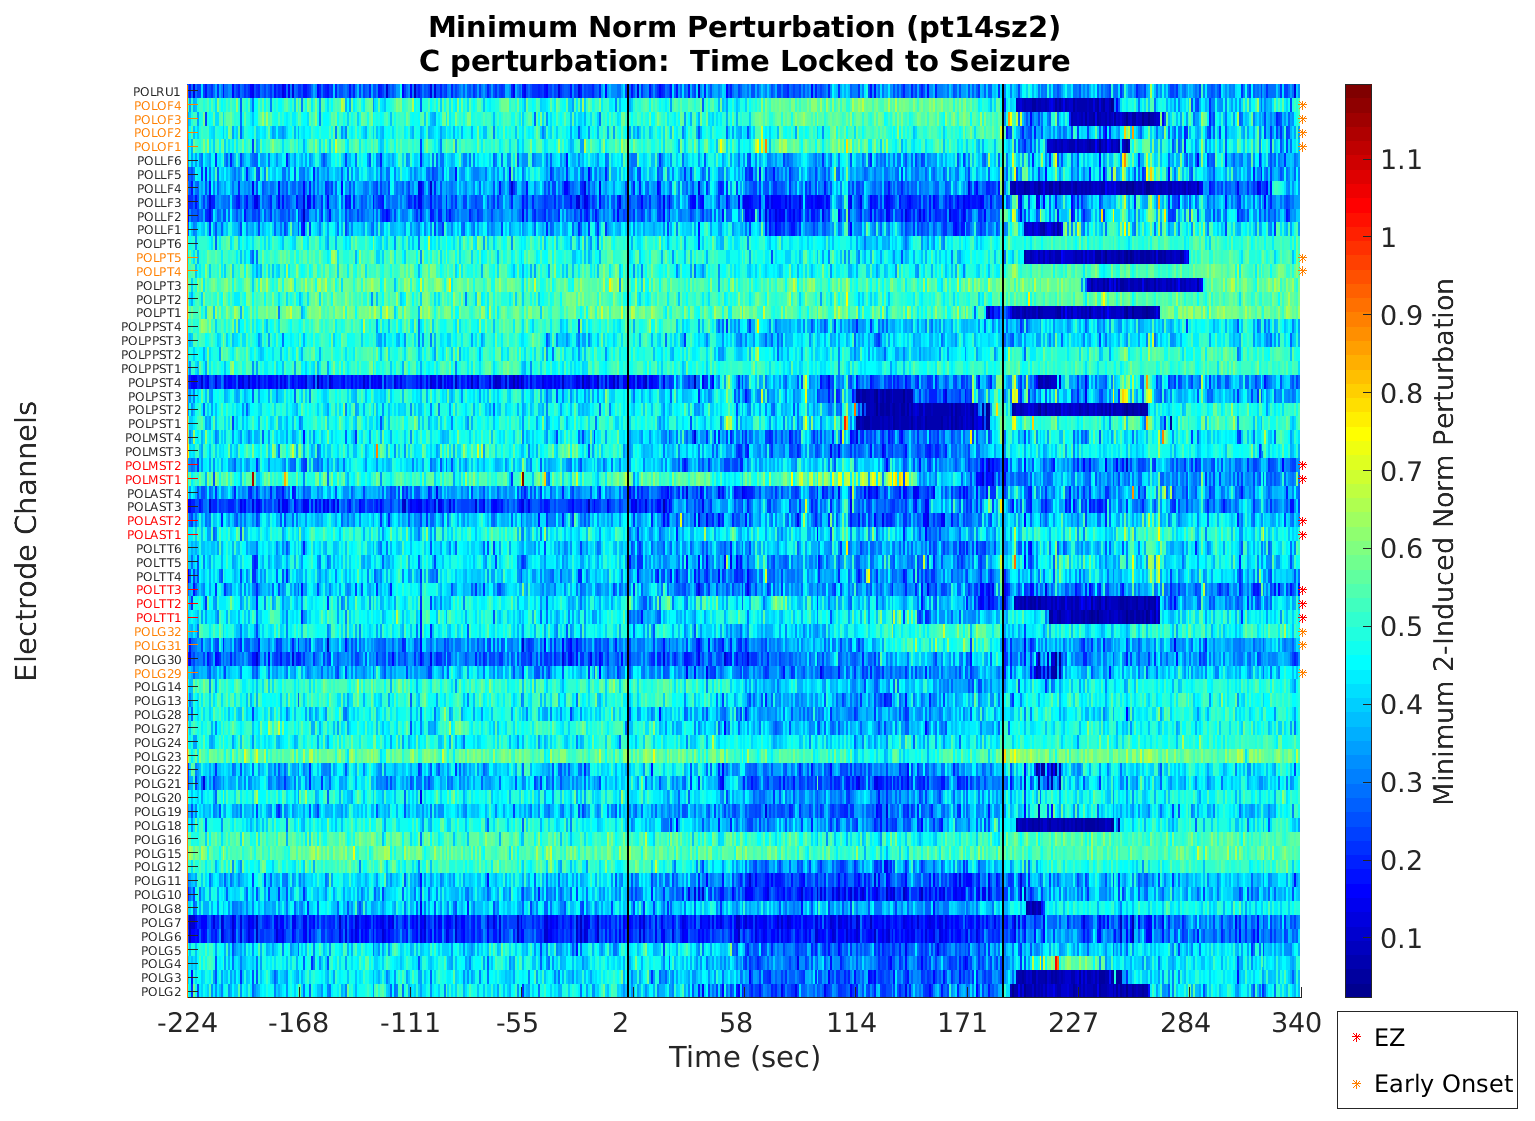 Minimum Norm Perturbation (pt14sz2)
C perturbation:  Time Locked to Seizure
Electrode Channels
POLRU1
POLOF4
POLOF3
POLOF2
POLOF1
POLLF6
POLLF5
POLLF4
POLLF3
POLLF2
POLLF1
POLPT6
POLPT5
POLPT4
POLPT3
POLPT2
POLPT1
POLPPST4
POLPPST3
POLPPST2
POLPPST1
POLPST4
POLPST3
POLPST2
POLPST1
POLMST4
POLMST3
POLMST2
POLMST1
POLAST4
POLAST3
POLAST2
POLAST1
POLTT6
POLTT5
POLTT4
POLTT3
POLTT2
POLTT1
POLG32
POLG31
POLG30
POLG29
POLG14
POLG13
POLG28
POLG27
POLG24
POLG23
POLG22
POLG21
POLG20
POLG19
POLG18
POLG16
POLG15
POLG12
POLG11
POLG10
POLG8
POLG7
POLG6
POLG5
POLG4
POLG3
POLG2
-224 -168 -111 -55 2 58 114 171 227 284 340
Time (sec)
1.1
1
0.9
0.8
0.7
0.6
0.5
0.4
0.3
0.2
0.1
Minimum 2-Induced Norm Perturbation
EZ
Early Onset